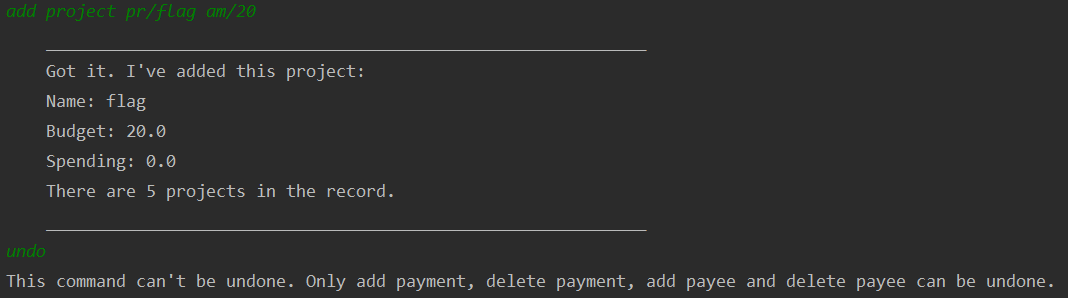 add project pr/flag am/20
____________________________________________________________
Got it. I've added this project:
Name: flag
Budget: 20.0
Spending: 0.0
There are 5 projects in the record.
____________________________________________________________
undo
This command can't be undone. Only add payment, delete payment, add payee and delete payee can be undone.